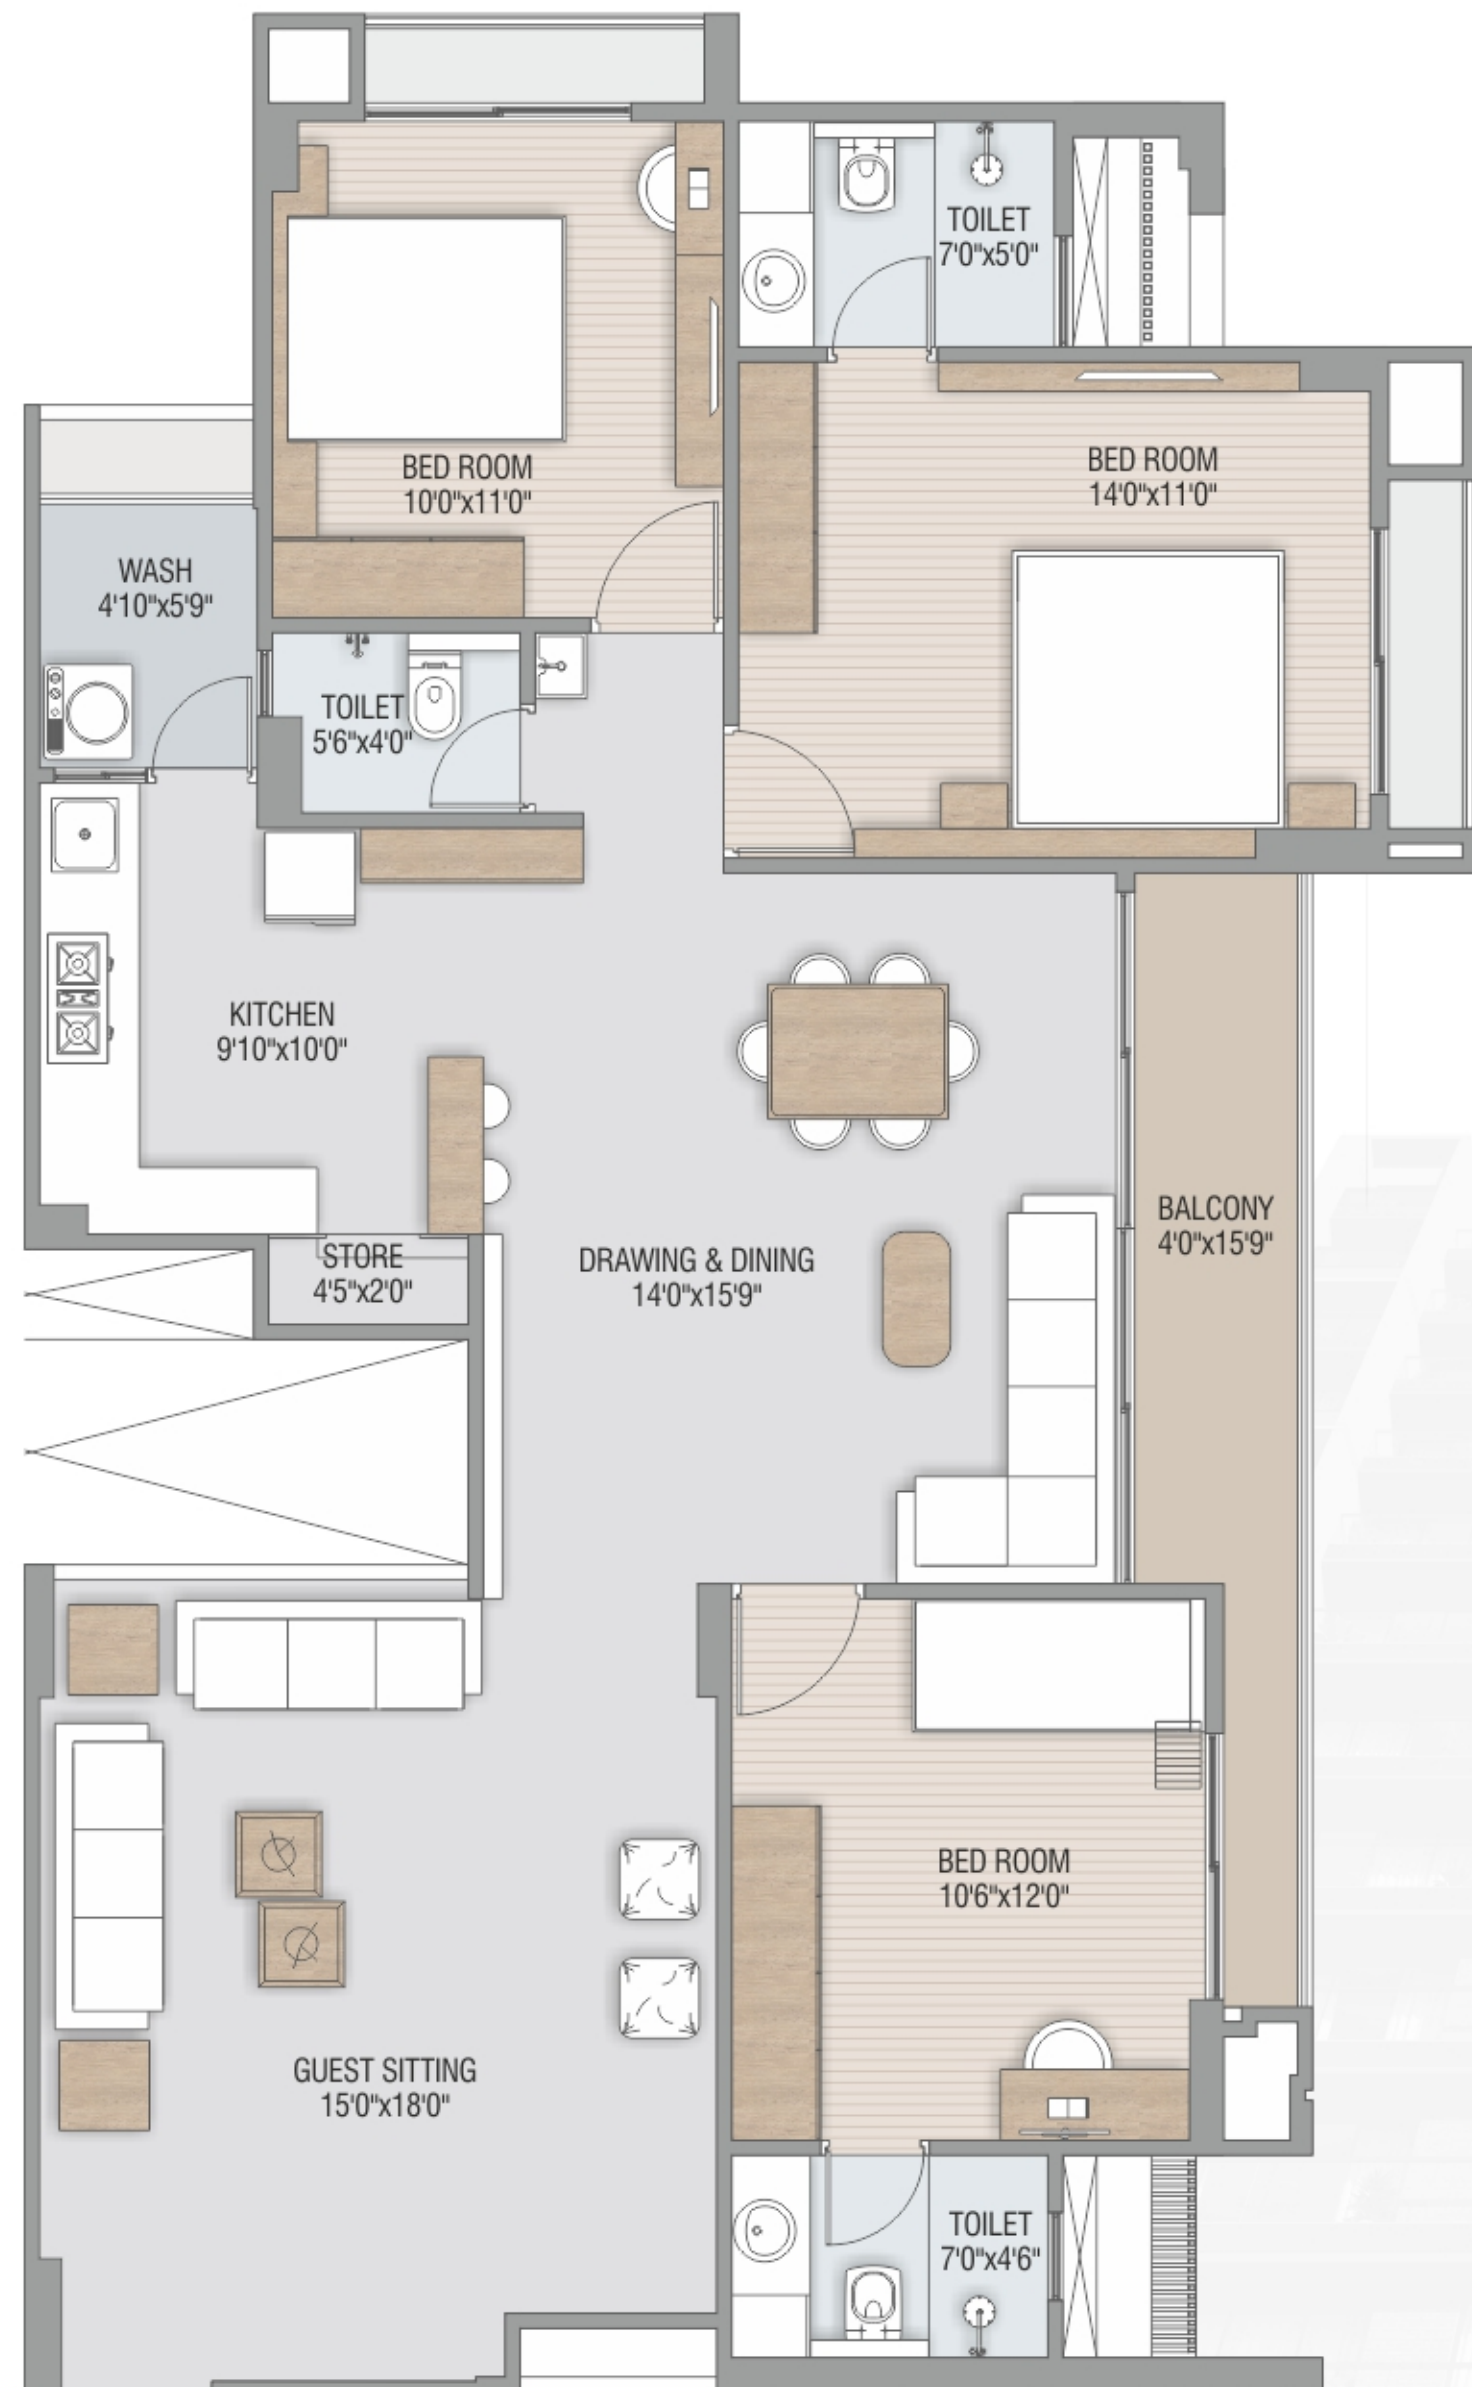 TOILET
7'0"x5'0"
BED ROOM
10'0"x11'0"
BED ROOM
14'0"x11'0"
WASH
4'10"x5'9"
TOILET
5'6"x4'0"
KITCHEN
9'10"x10'0"
BALCONY
4'0"x15'9"
STORE
4'5"x2'0"
DRAWING & DINING
14'0"x15'9"
BED ROOM
10'6"x12'0"
GUEST SITTING
15'0"x18'0"
TOILET
7'0"x4'6"